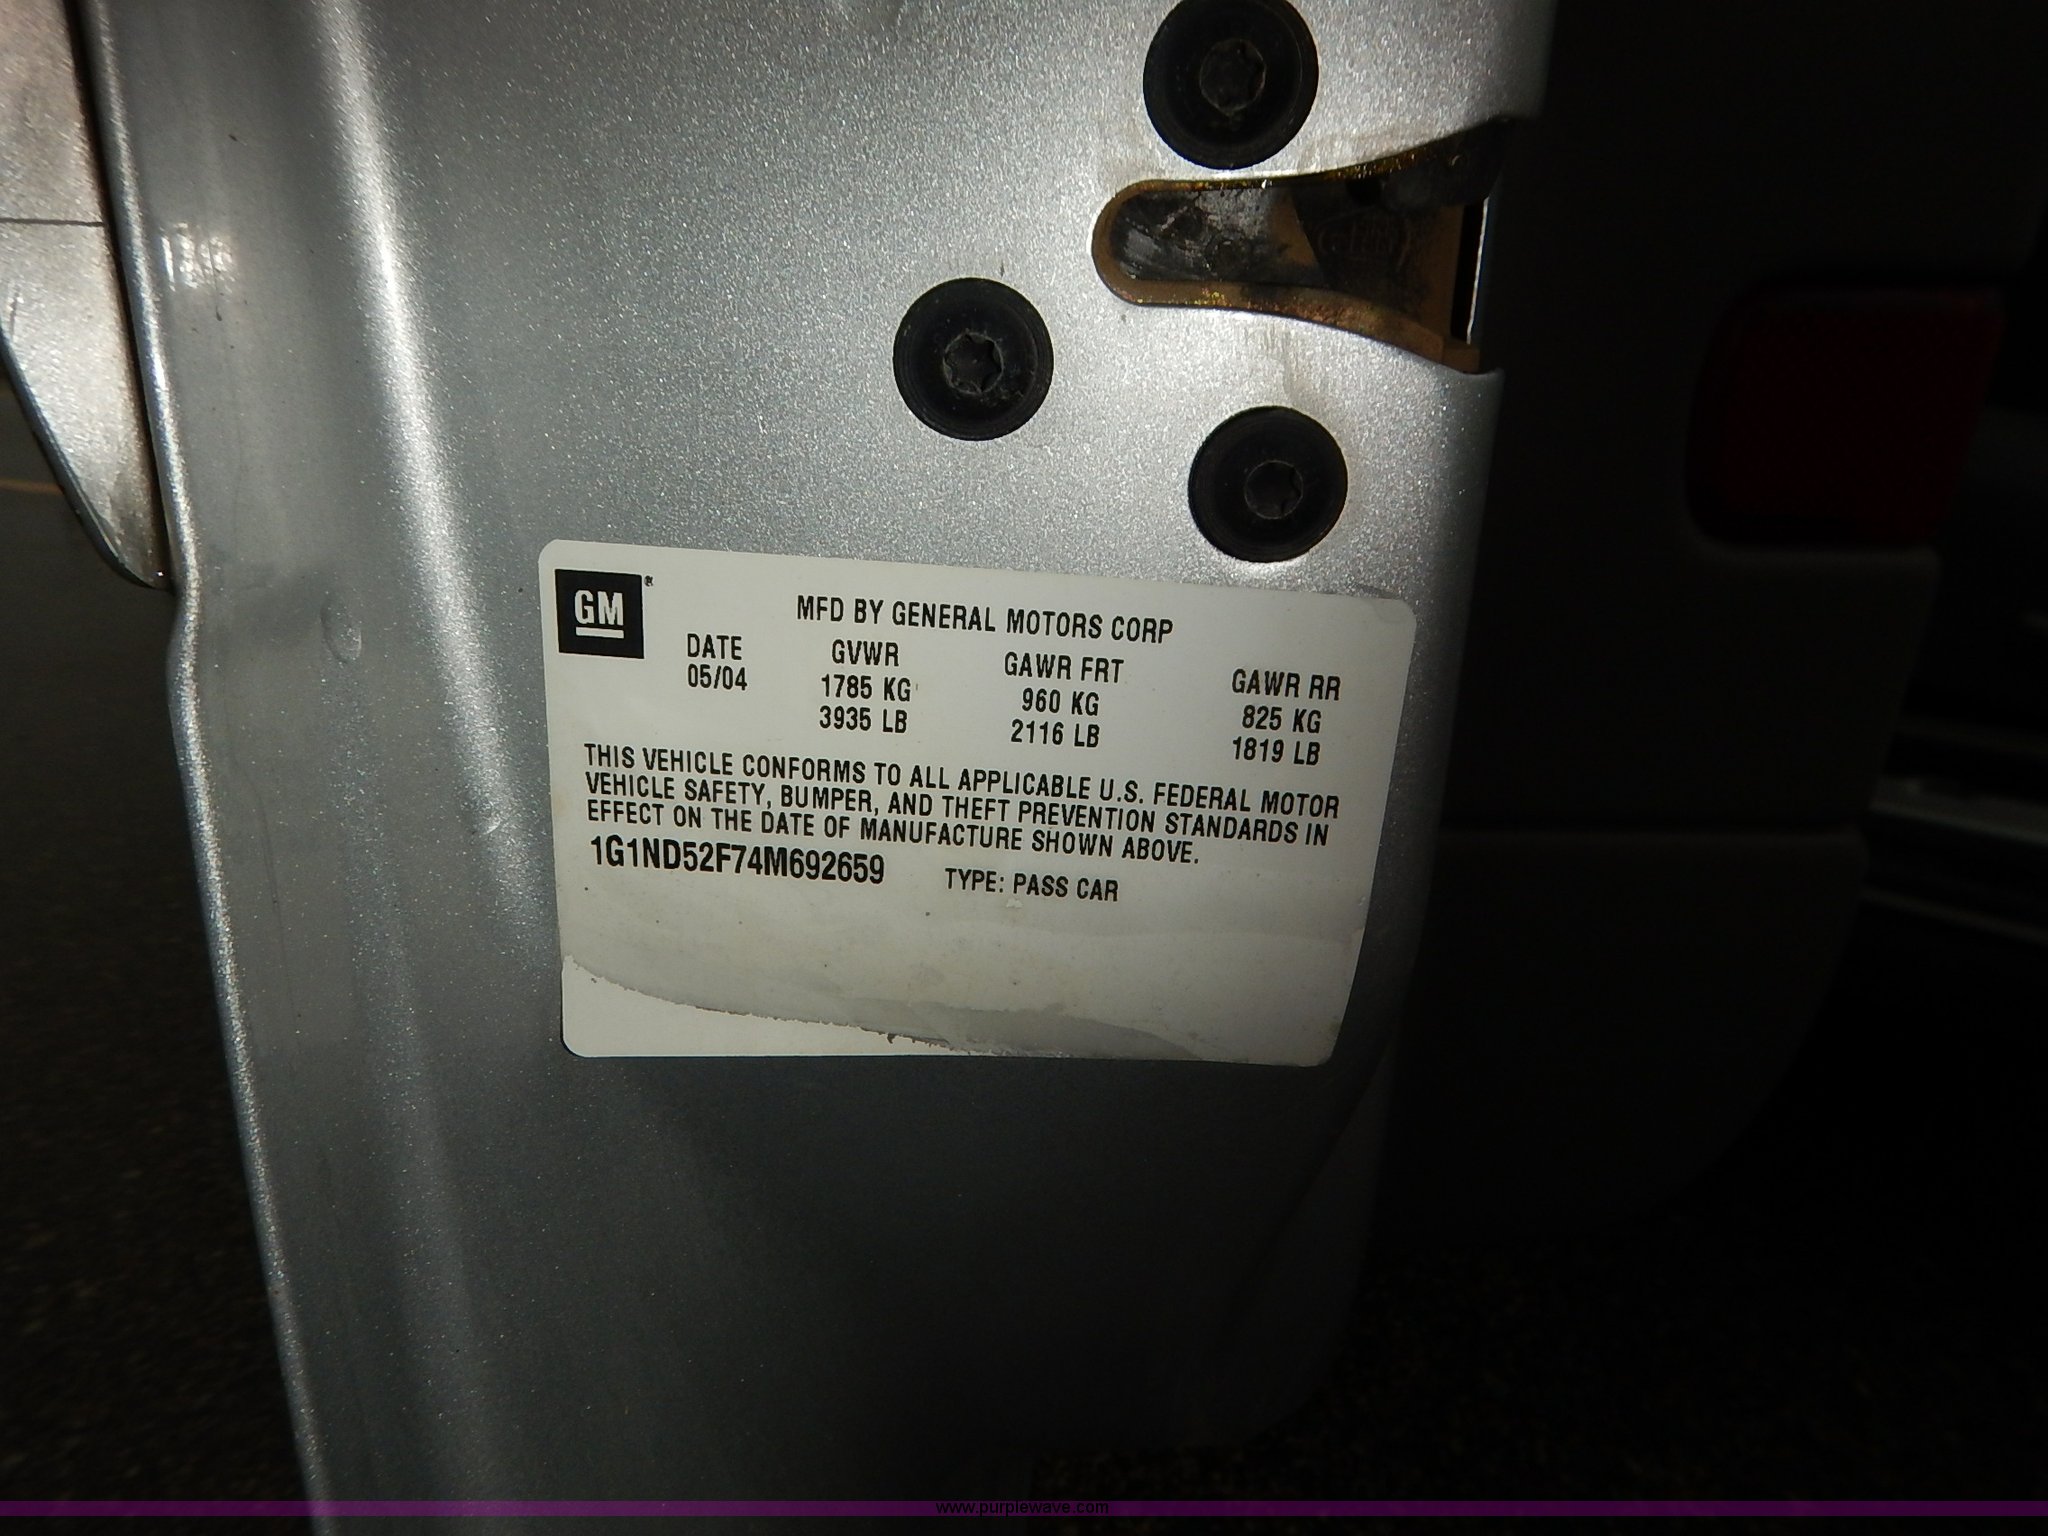 GM®
MFD BY GENERAL MOTORS CORP
DATE GVWR GAWR FRT GAWR RR
05/04 1785 KG 960 KG 825 KG
3935 LB 2116 LB 1819 LB
THIS VEHICLE CONFORMS TO ALL APPLICABLE U.S. FEDERAL MOTOR
VEHICLE SAFETY, BUMPER, AND THEFT PREVENTION STANDARDS IN
EFFECT ON THE DATE OF MANUFACTURE SHOWN ABOVE.
1G1ND52F74M692659 TYPE: PASS CAR
www.purplewave.com